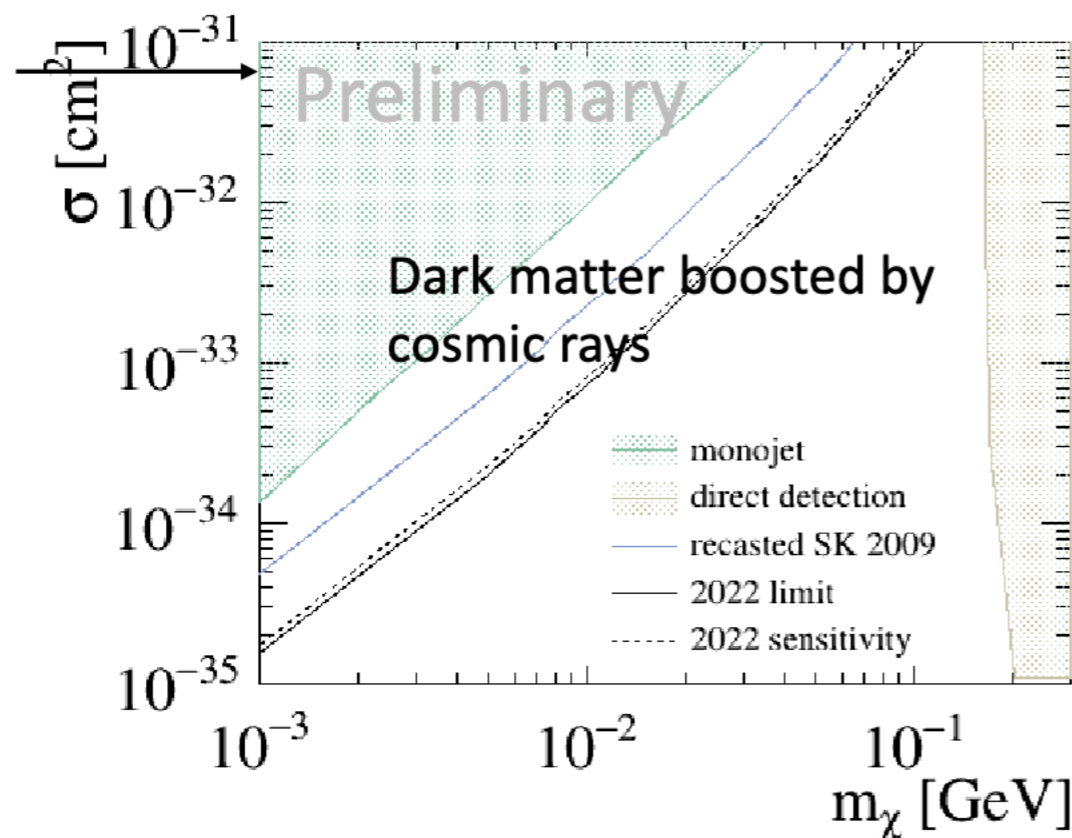 10⁻³¹
Preliminary
σ [cm²]
10⁻³²
Dark matter boosted by
cosmic rays
10⁻³³
monojet
direct detection
10⁻³⁴
recasted SK 2009
2022 limit
2022 sensitivity
10⁻³⁵
10⁻³ 10⁻² 10⁻¹
mχ [GeV]